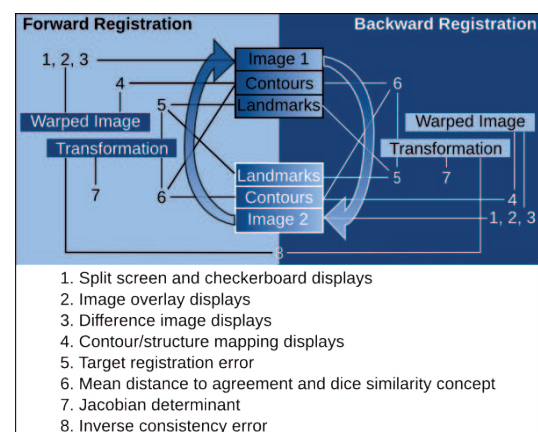 Forward Registration
Backward Registration
1, 2, 3
Image 1
4
Contours
6
5
Landmarks
Warped Image
Warped Image
Transformation
Transformation
Landmarks
5
7
7
6
Contours
4
Image 2
1, 2, 3
8
1. Split screen and checkerboard displays
2. Image overlay displays
3. Difference image displays
4. Contour/structure mapping displays
5. Target registration error
6. Mean distance to agreement and dice similarity concept
7. Jacobian determinant
8. Inverse consistency error